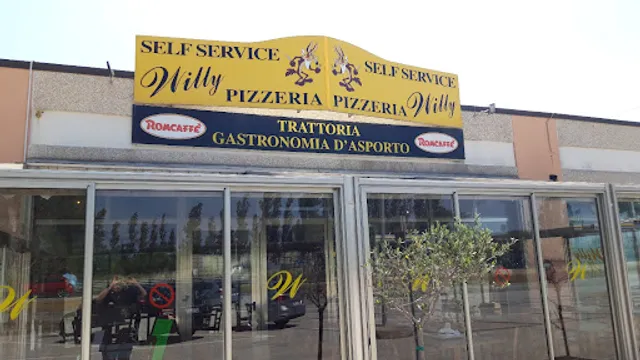 SELF SERVICE
Willy
PIZZERIA
SELF SERVICE
PIZZERIA
Willy
ROMCAFFÈ
TRATTORIA
GASTRONOMIA D'ASPORTO
ROMCAFFÈ
W
W
W
W